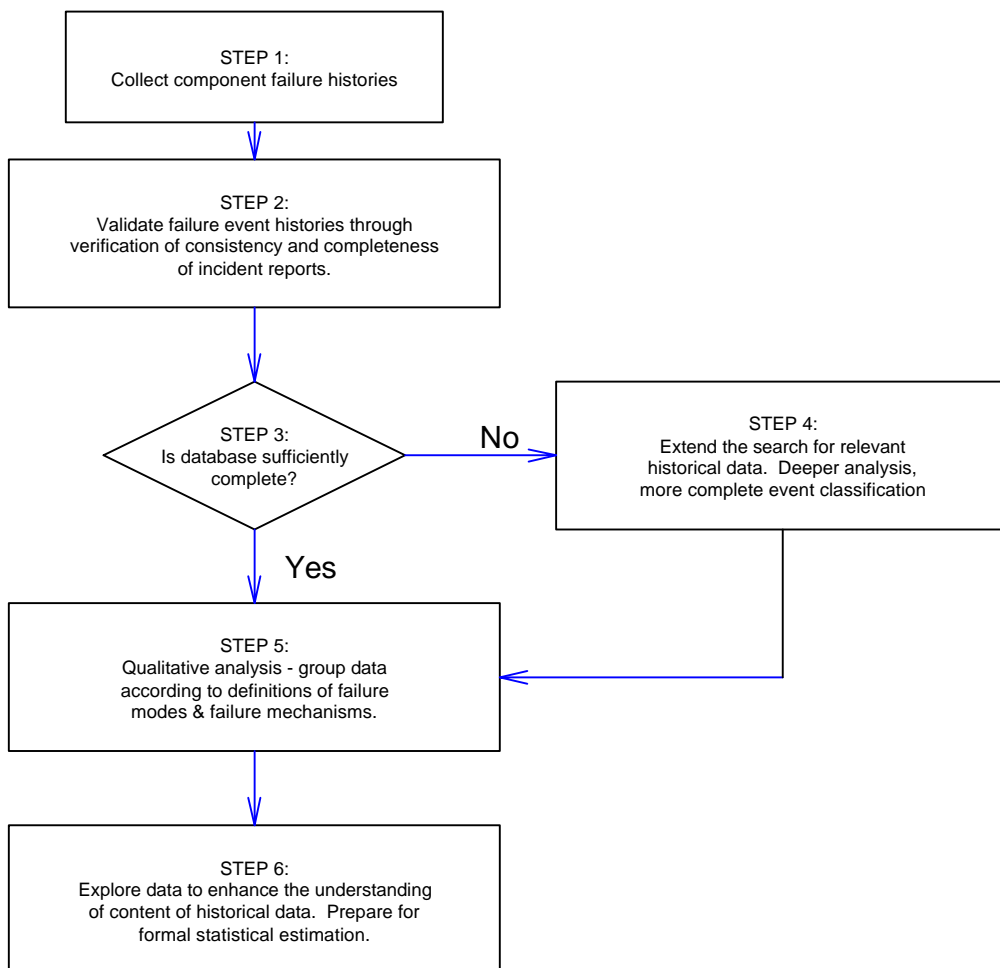 STEP 1:
Collect component failure histories
STEP 2:
Validate failure event histories through
verification of consistency and completeness
of incident reports.
STEP 3:
Is database sufficiently
complete?
No
STEP 4:
Extend the search for relevant
historical data.  Deeper analysis,
more complete event classification
Yes
STEP 5:
Qualitative analysis - group data
according to definitions of failure
modes & failure mechanisms.
STEP 6:
Explore data to enhance the understanding
of content of historical data.  Prepare for
formal statistical estimation.